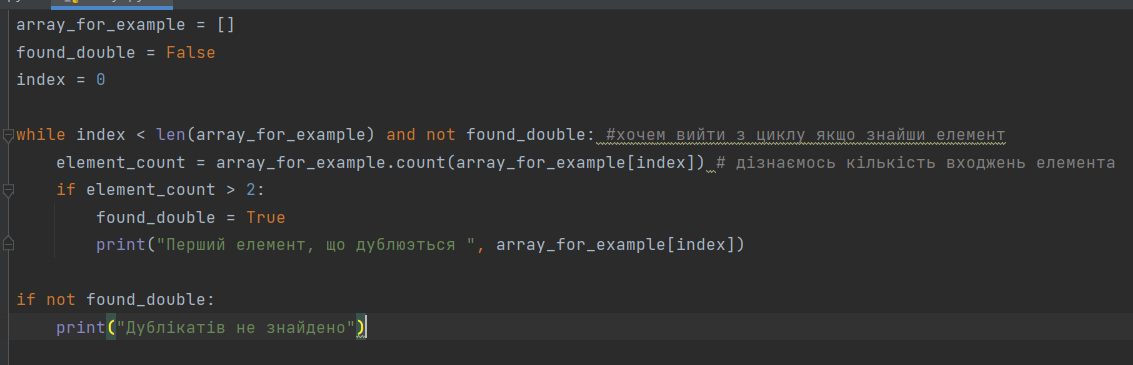 array_for_example = []
found_double = False
index = 0
while index < len(array_for_example) and not found_double: #хочем вийти з циклу якщо знайши елемент
    element_count = array_for_example.count(array_for_example[index]) # дізнаємось кількість входжень елемента
    if element_count > 2:
        found_double = True
        print("Перший елемент, що дублюэться ", array_for_example[index])
if not found_double:
    print("Дублікатів не знайдено")